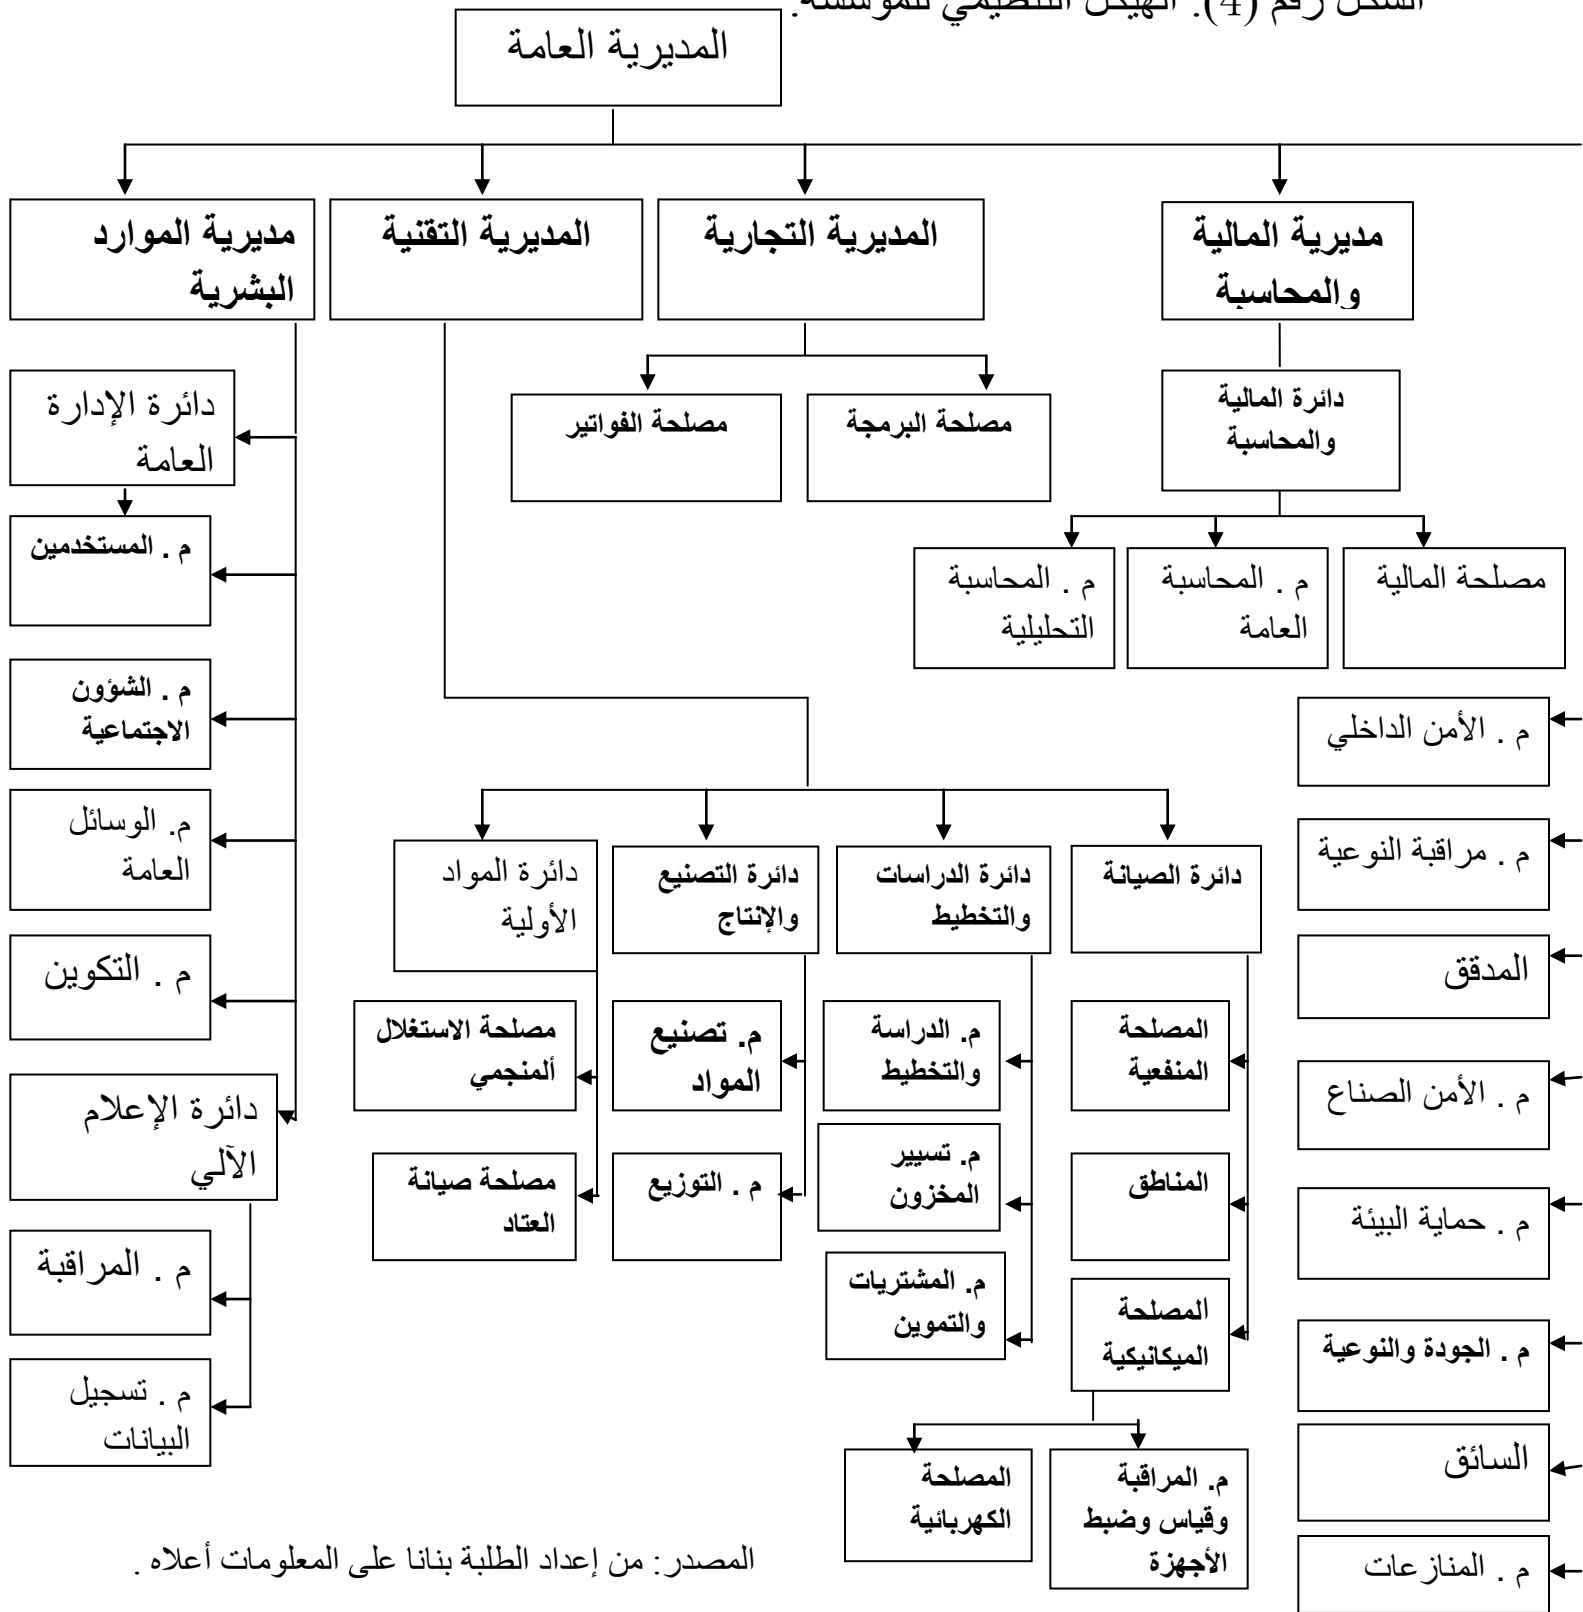 الشكل رقم (4): الهيكل التنظيمي للمؤسسة.
المديرية العامة
مديرية المالية
والمحاسبة
المديرية التجارية
المديرية التقنية
مديرية الموارد
البشرية
دائرة المالية
والمحاسبة
مصلحة البرمجة
مصلحة الفواتير
دائرة الإدارة
العامة
مصلحة المالية
م . المحاسبة
العامة
م . المحاسبة
التحليلية
م . المستخدمين
م . الشؤون
الاجتماعية
م. الوسائل
العامة
م . التكوين
دائرة الإعلام
الآلي
م . المراقبة
م . تسجيل
البيانات
دائرة الصيانة
دائرة الدراسات
والتخطيط
دائرة التصنيع
والإنتاج
دائرة المواد
الأولية
المصلحة
المنفعية
م. الدراسة
والتخطيط
م. تصنيع
المواد
مصلحة الاستغلال
ألمنجمي
المناطق
م. تسيير
المخزون
م . التوزيع
مصلحة صيانة
العتاد
المصلحة
الميكانيكية
م. المشتريات
والتموين
م. المراقبة
وقياس وضبط
الأجهزة
المصلحة
الكهربائية
م . الأمن الداخلي
م . مراقبة النوعية
المدقق
م . الأمن الصناع
م . حماية البيئة
م . الجودة والنوعية
السائق
م . المنازعات
المصدر: من إعداد الطلبة بنانا على المعلومات أعلاه .